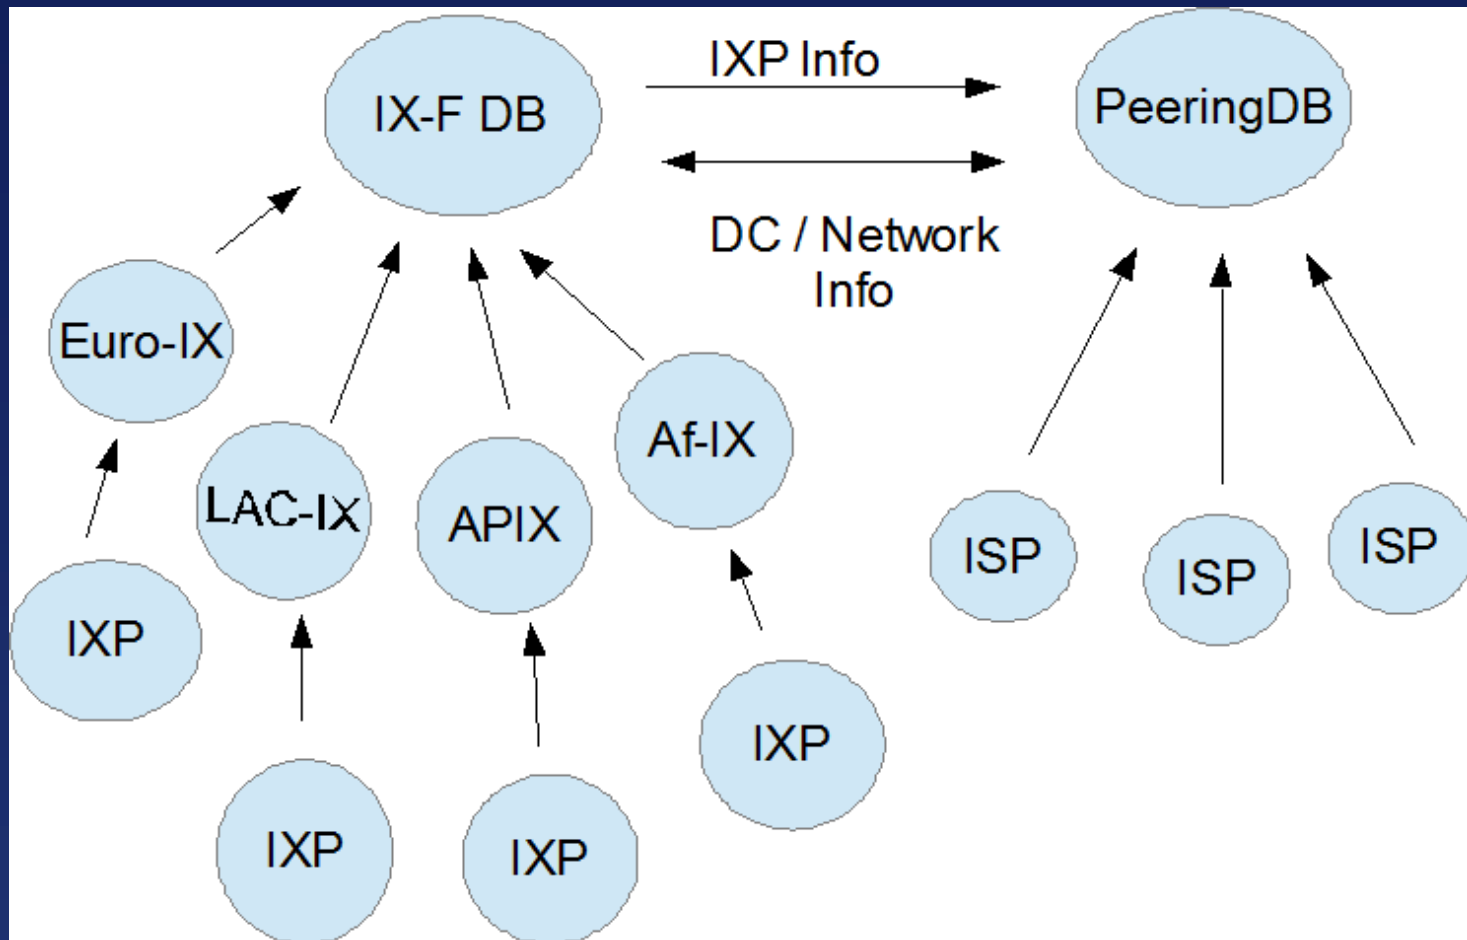 IX-F DB
IXP Info
PeeringDB
DC / Network
Info
Euro-IX
LAC-IX
APIX
Af-IX
ISP
ISP
ISP
IXP
IXP
IXP
IXP